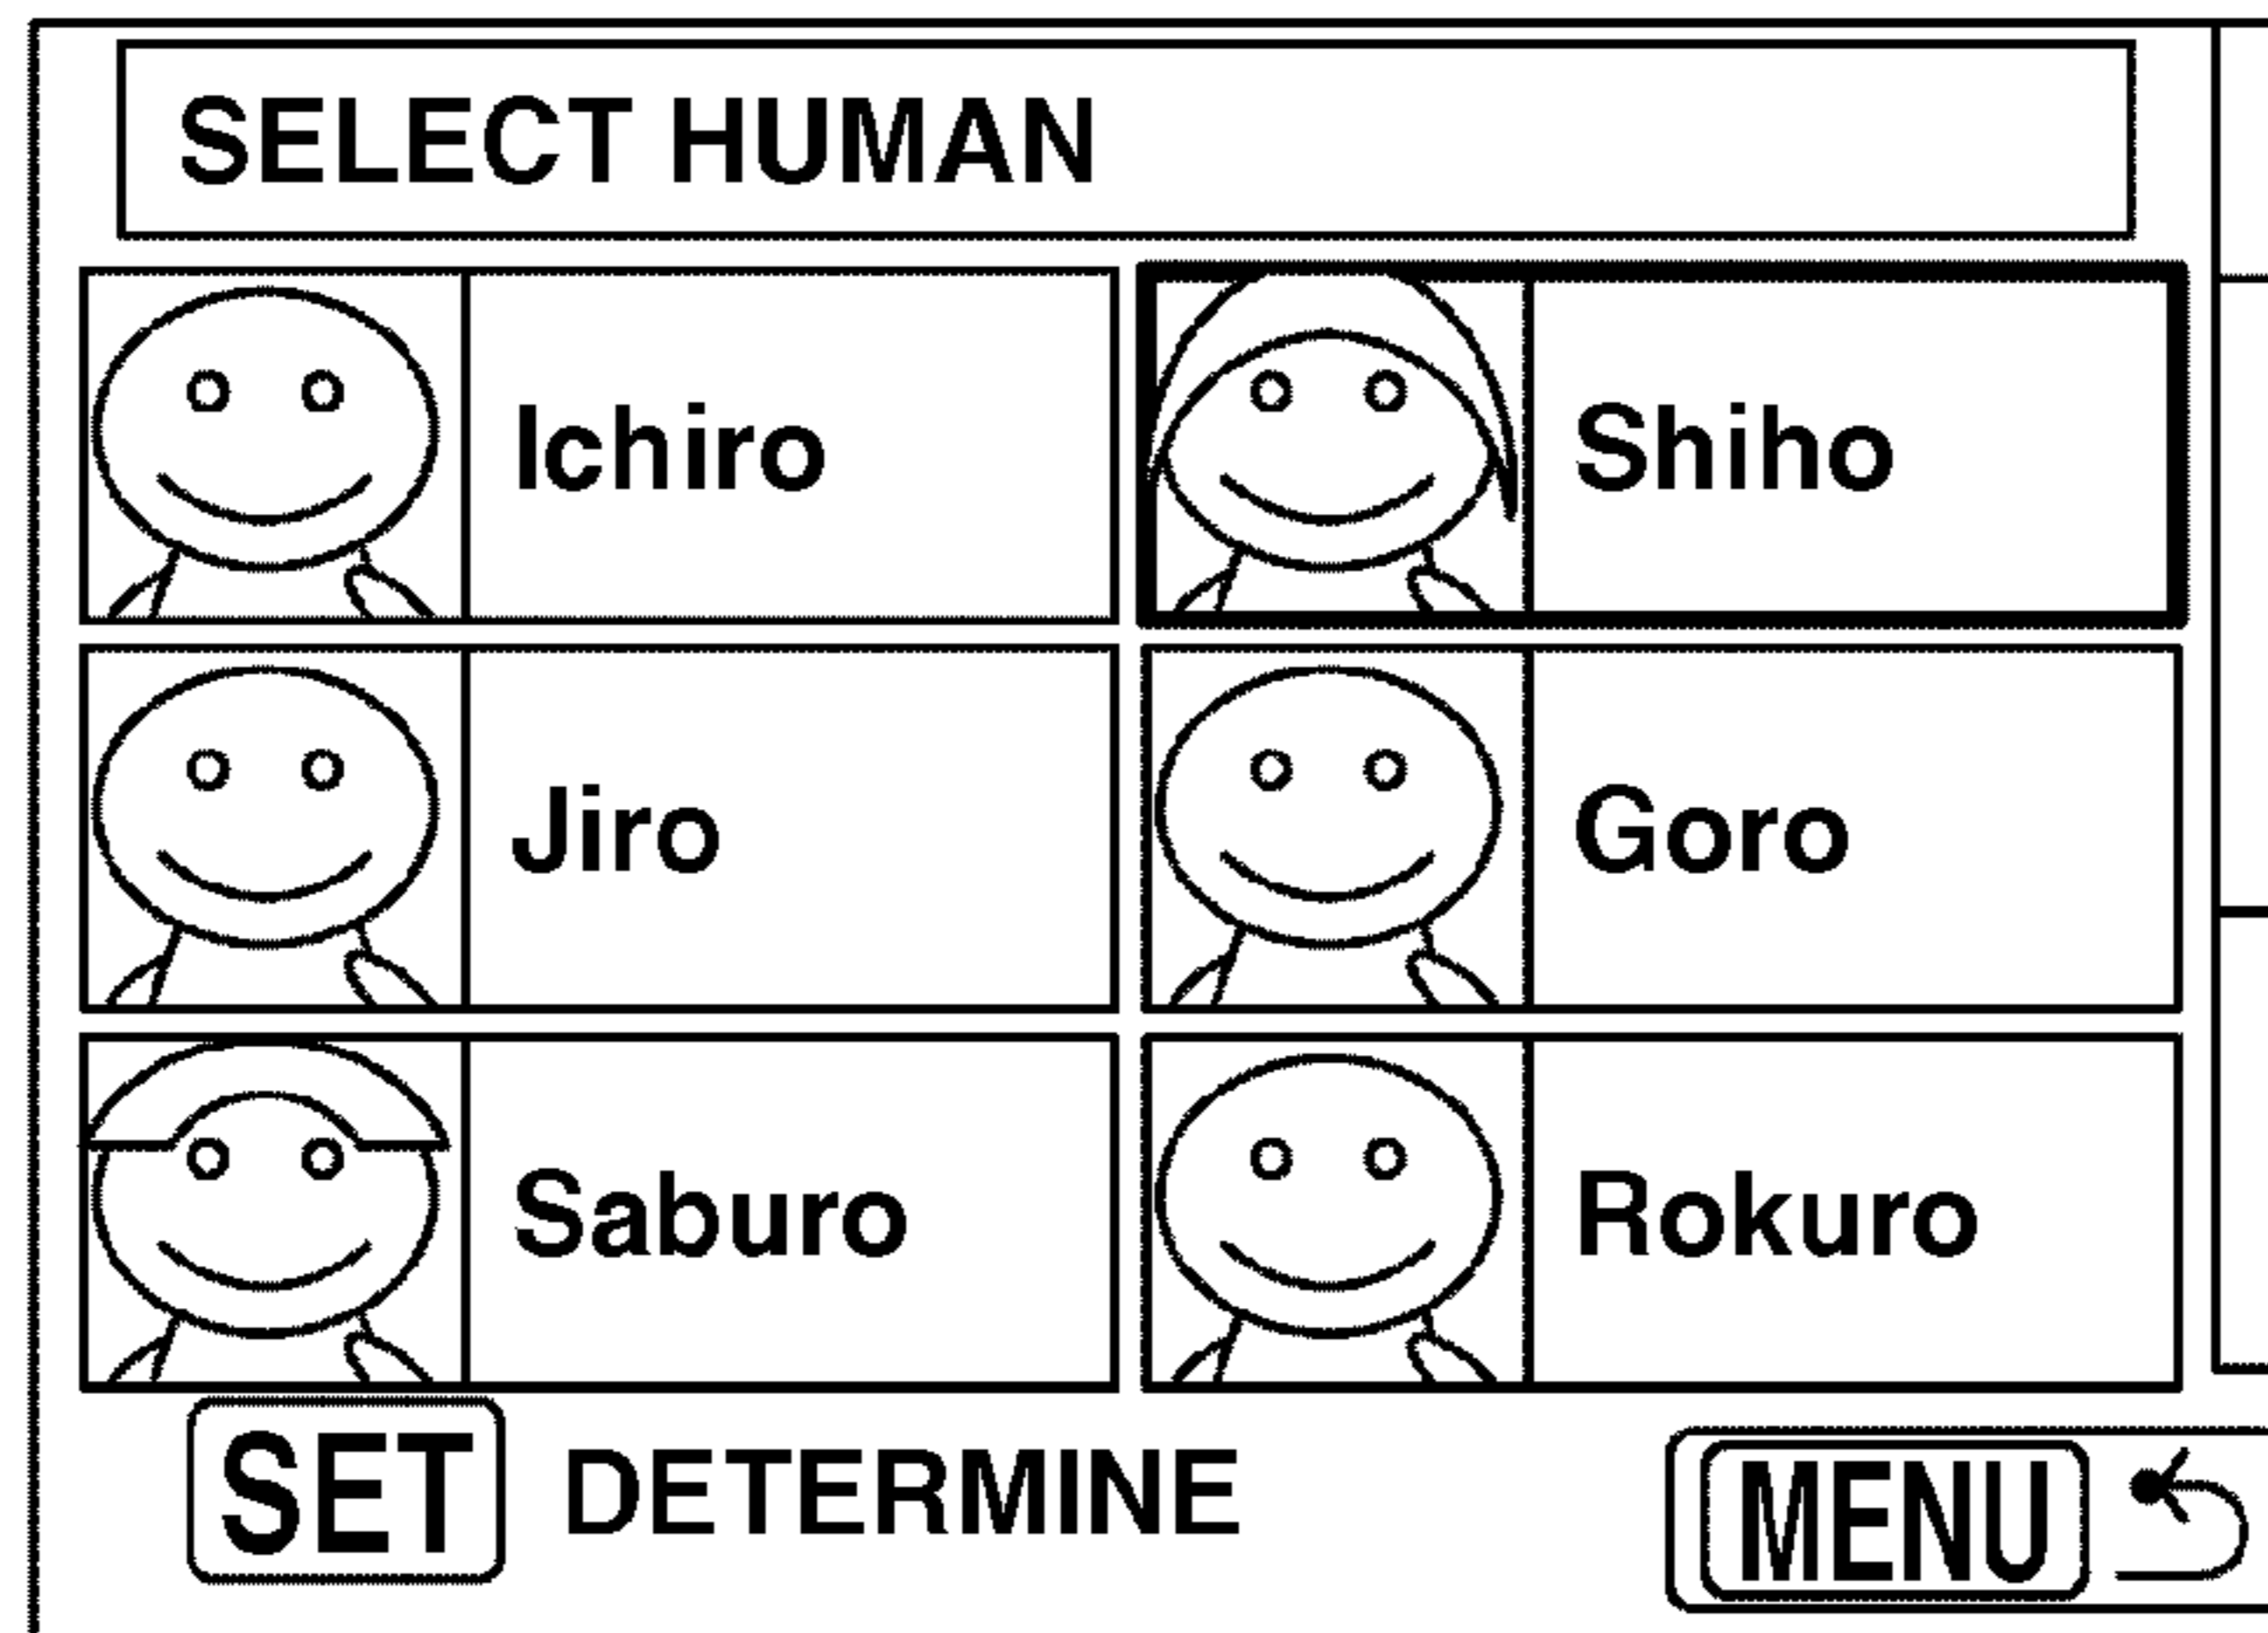 SELECT HUMAN
Ichiro
Shiho
Jiro
Goro
Saburo
Rokuro
SET DETERMINE
MENU